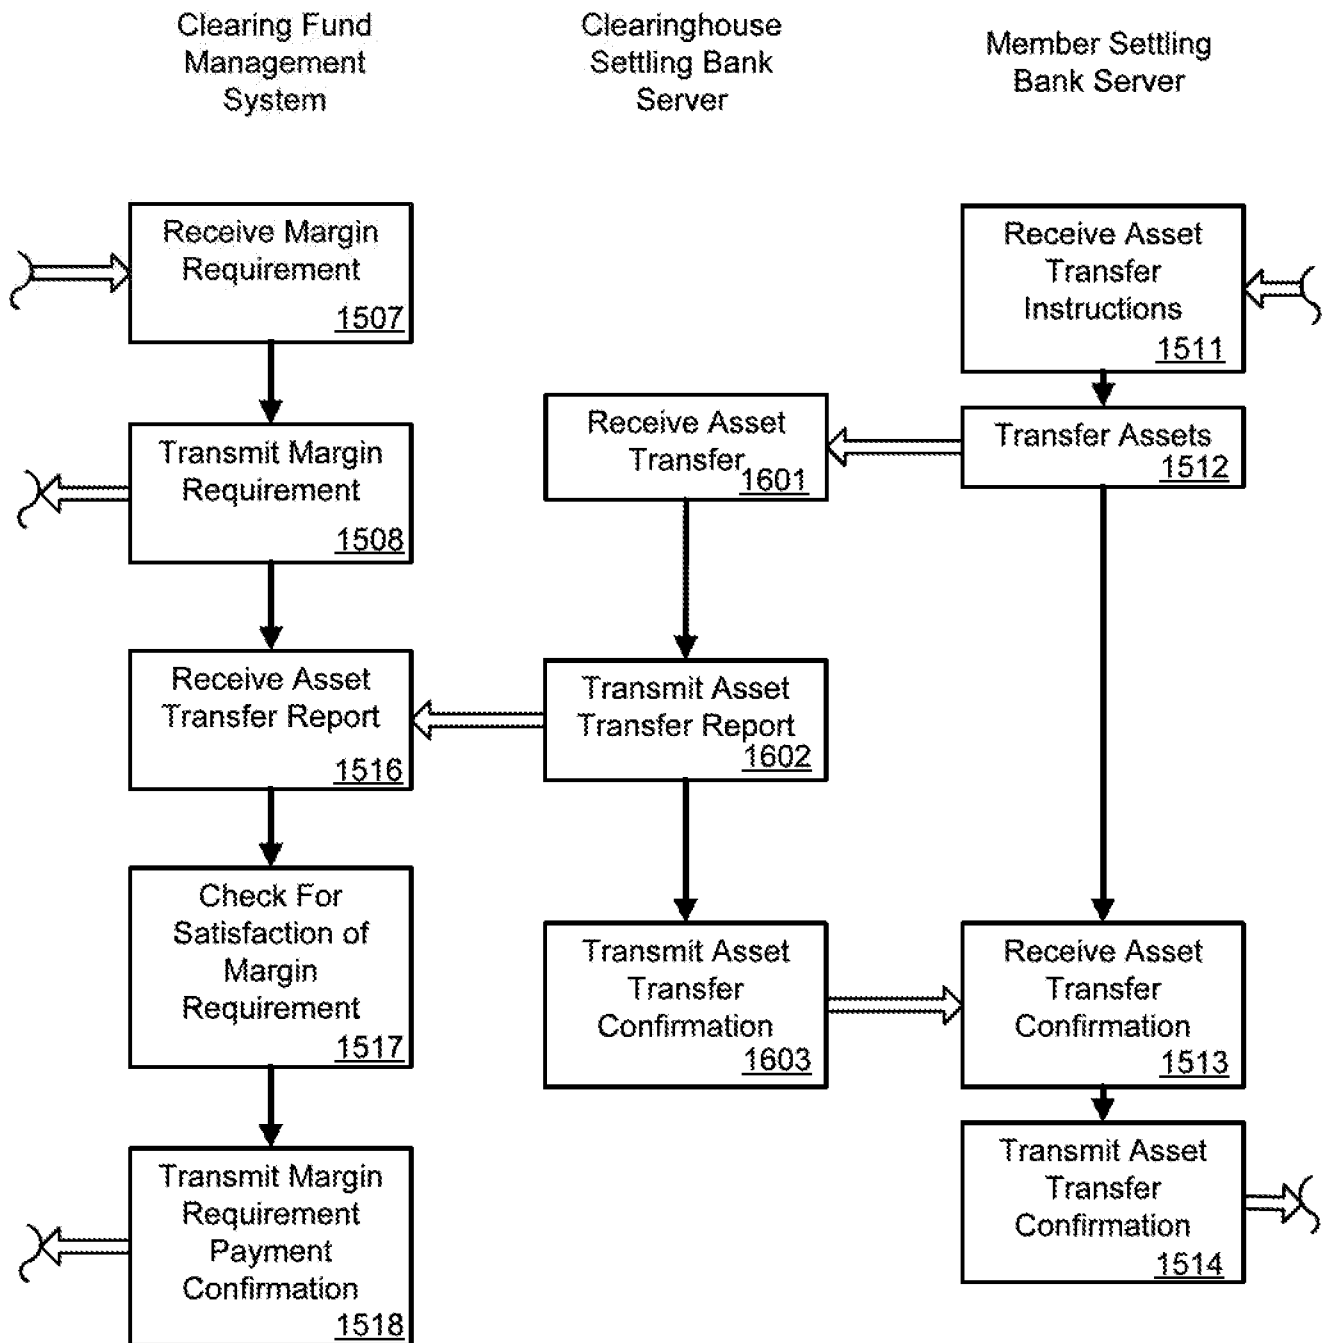 Clearing Fund
Management
System
Clearinghouse
Settling Bank
Server
Member Settling
Bank Server
Receive Margin
Requirement
1507
Transmit Margin
Requirement
1508
Receive Asset
Transfer Report
1516
Check For
Satisfaction of
Margin
Requirement
1517
Transmit Margin
Requirement
Payment
Confirmation
1518
Receive Asset
Transfer
1601
Transmit Asset
Transfer Report
1602
Transmit Asset
Transfer
Confirmation
1603
Receive Asset
Transfer
Instructions
1511
Transfer Assets
1512
Receive Asset
Transfer
Confirmation
1513
Transmit Asset
Transfer
Confirmation
1514